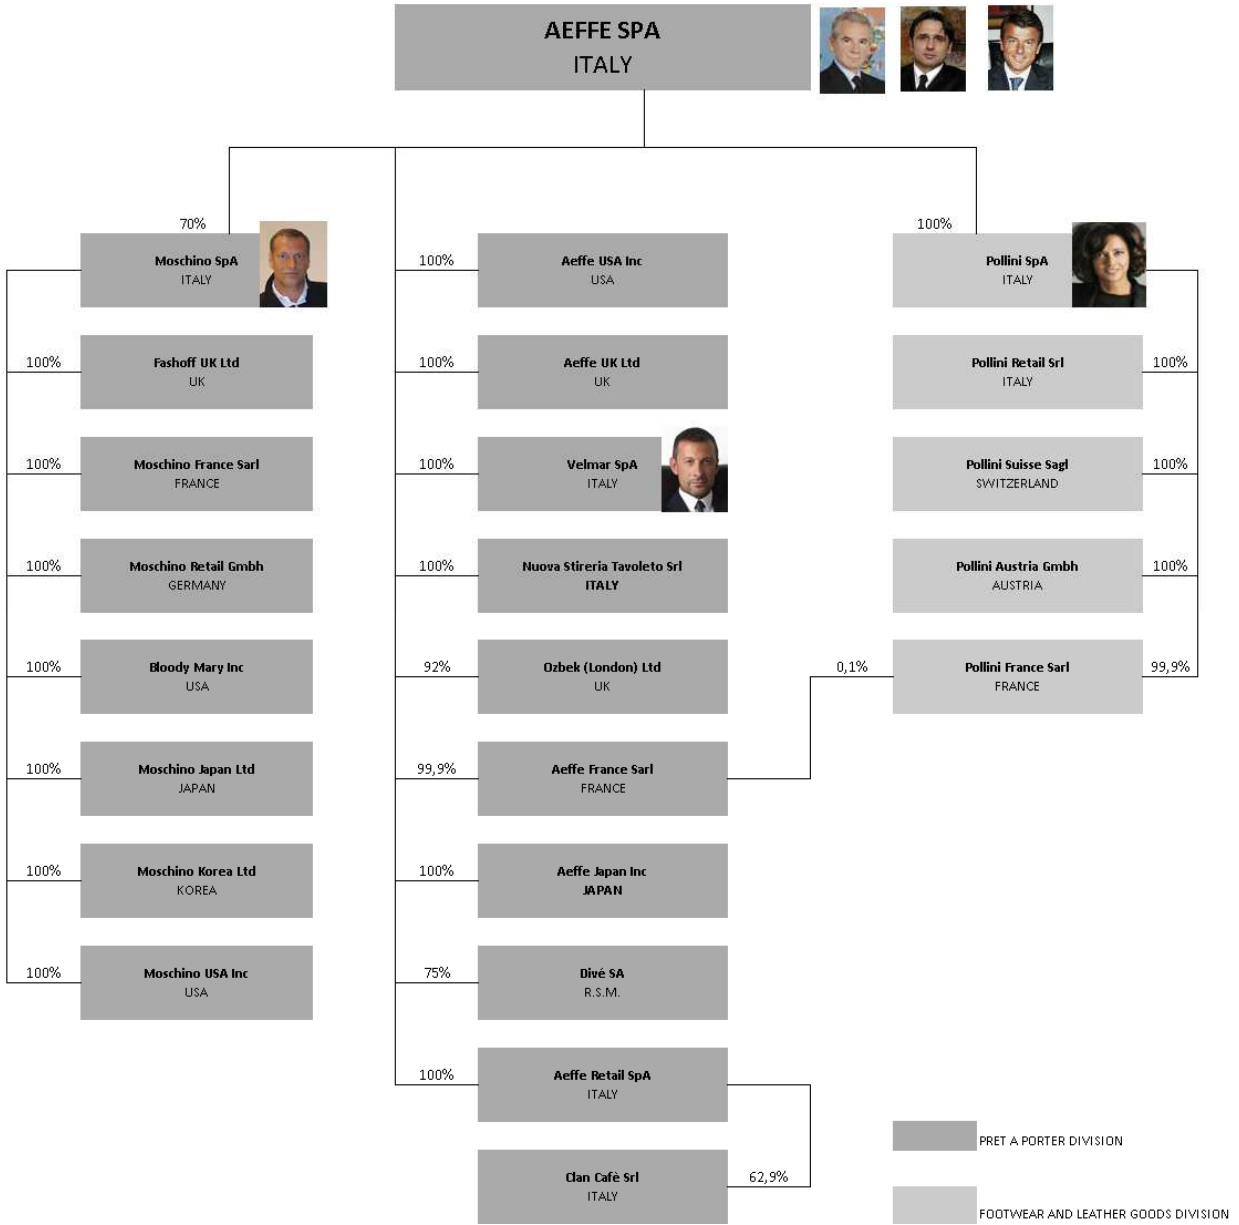 AEFFE SPA
ITALY
70%
Moschino SpA
ITALY
100%
Fashoff UK Ltd
UK
100%
Moschino France Sarl
FRANCE
100%
Moschino Retail Gmbh
GERMANY
100%
Bloody Mary Inc
USA
100%
Moschino Japan Ltd
JAPAN
100%
Moschino Korea Ltd
KOREA
100%
Moschino USA Inc
USA
100%
Aeffe USA Inc
USA
100%
Aeffe UK Ltd
UK
100%
Velmar SpA
ITALY
100%
Nuova Stireria Tavoleto Srl
ITALY
92%
Ozbek (London) Ltd
UK
99,9%
Aeffe France Sarl
FRANCE
100%
Aeffe Japan Inc
JAPAN
75%
Divé SA
R.S.M.
100%
Aeffe Retail SpA
ITALY
Clan Cafè Srl
ITALY
62,9%
100%
Pollini SpA
ITALY
Pollini Retail Srl
ITALY
100%
Pollini Suisse Sagl
SWITZERLAND
100%
Pollini Austria Gmbh
AUSTRIA
100%
0,1%
Pollini France Sarl
FRANCE
99,9%
PRET A PORTER DIVISION
FOOTWEAR AND LEATHER GOODS DIVISION